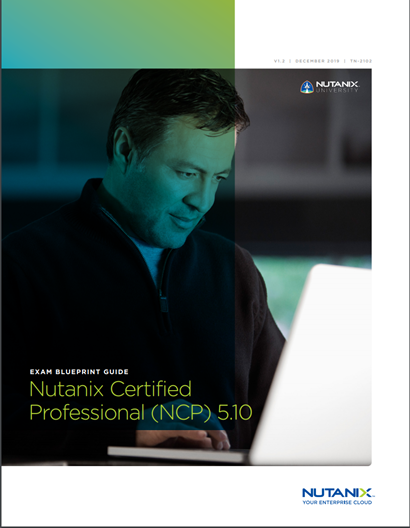 V1.2 | DECEMBER 2018 | TN-2102
NUTANIX
UNIVERSITY
EXAM BLUEPRINT GUIDE
Nutanix Certified
Professional (NCP) 5.10
NUTANIX
YOUR ENTERPRISE CLOUD